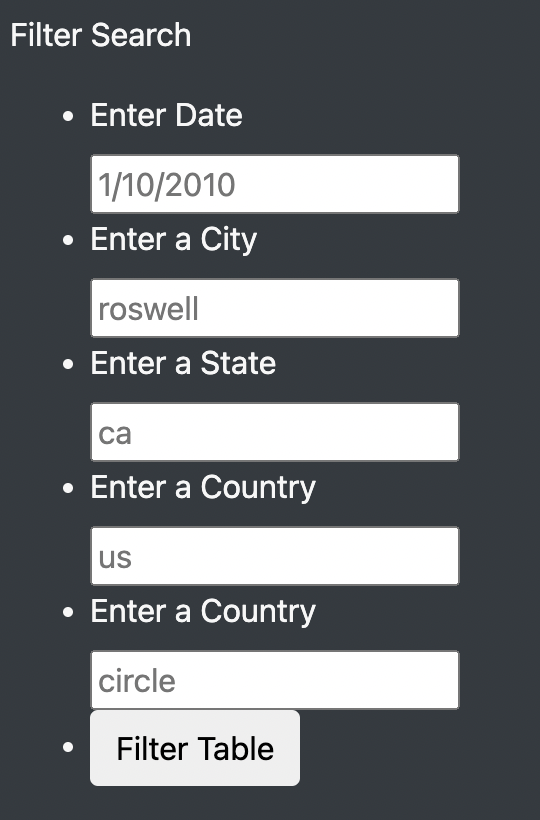 Filter Search
Enter Date
1/10/2010
Enter a City
roswell
Enter a State
ca
Enter a Country
us
Enter a Country
circle
Filter Table